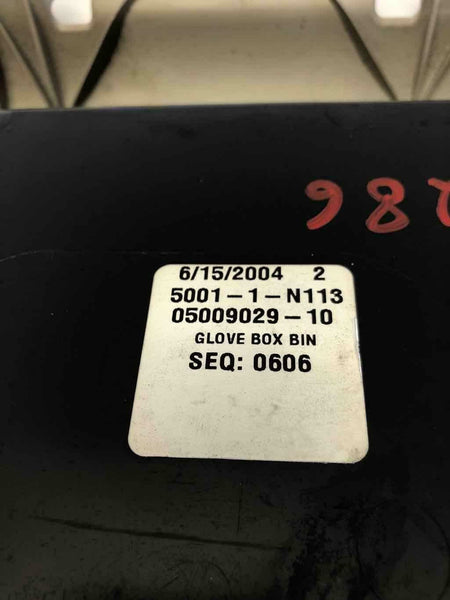 6/15/2004 2
5001-1-N113
05009029-10
GLOVE BOX BIN
SEQ: 0606